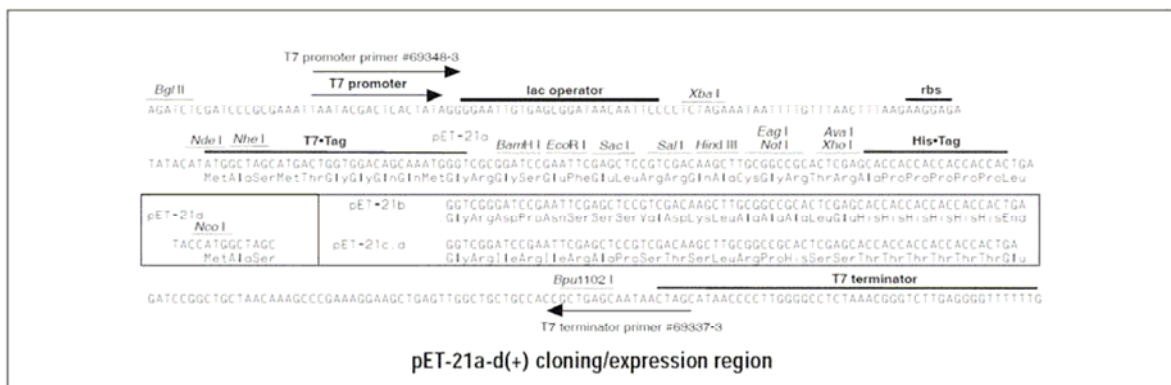 T7 promoter primer #69348-3
T7 promoter
Bgl II lac operator Xba I rbs
AGATCTCGATCCCGCGAAATTAATACGACTCACTATAGGGGAATTGTGAGCGGATAACAATTCCCCTCTAGAAATAATTTTGTTTAACTTTAAGAAGGAGA
Nde I Nhe I T7•Tag pET-21a BamH I EcoR I Sac I Sal I Hind III Eag I Not I Ava I Xho I His•Tag
TATACATATGGCTAGCATGACTGGTGGACAGCAAATGGGTCGCGGATCCGAATTCGAGCTCCGTCGACAAGCTTGCGGCCGCACTCGAGCACCACCACCACCACCACTGA
MetAlaSerMetThrGlyGlyGlnGlnMetGlyArgGlySerGluPheGluLeuArgArgGlnAlaCysGlyArgThrArgAlaProProProProProProLeu
pET-21b GGTCGGGATCCGAATTCGAGCTCCGTCGACAAGCTTGCGGCCGCACTCGAGCACCACCACCACCACCACTGA
pET-21d GlyArgAspProAsnSerSerSerValAspLysLeuAlaAlaAlaLeuGluHisHisHisHisHisHisEnd
Nco I
TACCATGGCTAGC pET-21c,d GGTCGGATCCGAATTCGAGCTCCGTCGACAAGCTTGCGGCCGCACTCGAGCACCACCACCACCACCACTGA
MetAlaSer GlyArgIleArgIleArgAlaProSerThrSerLeuArgProHisSerSerThrThrThrThrThrThrGlu
Bpu1102 I T7 terminator
GATCCGGCTGCTAACAAAGCCCGAAAGGAAGCTGAGTTGGCTGCTGCCACCGCTGAGCAATAACTAGCATAACCCCTTGGGGCCTCTAAACGGGTCTTGAGGGGTTTTTTG
T7 terminator primer #69337-3
pET-21a-d(+) cloning/expression region